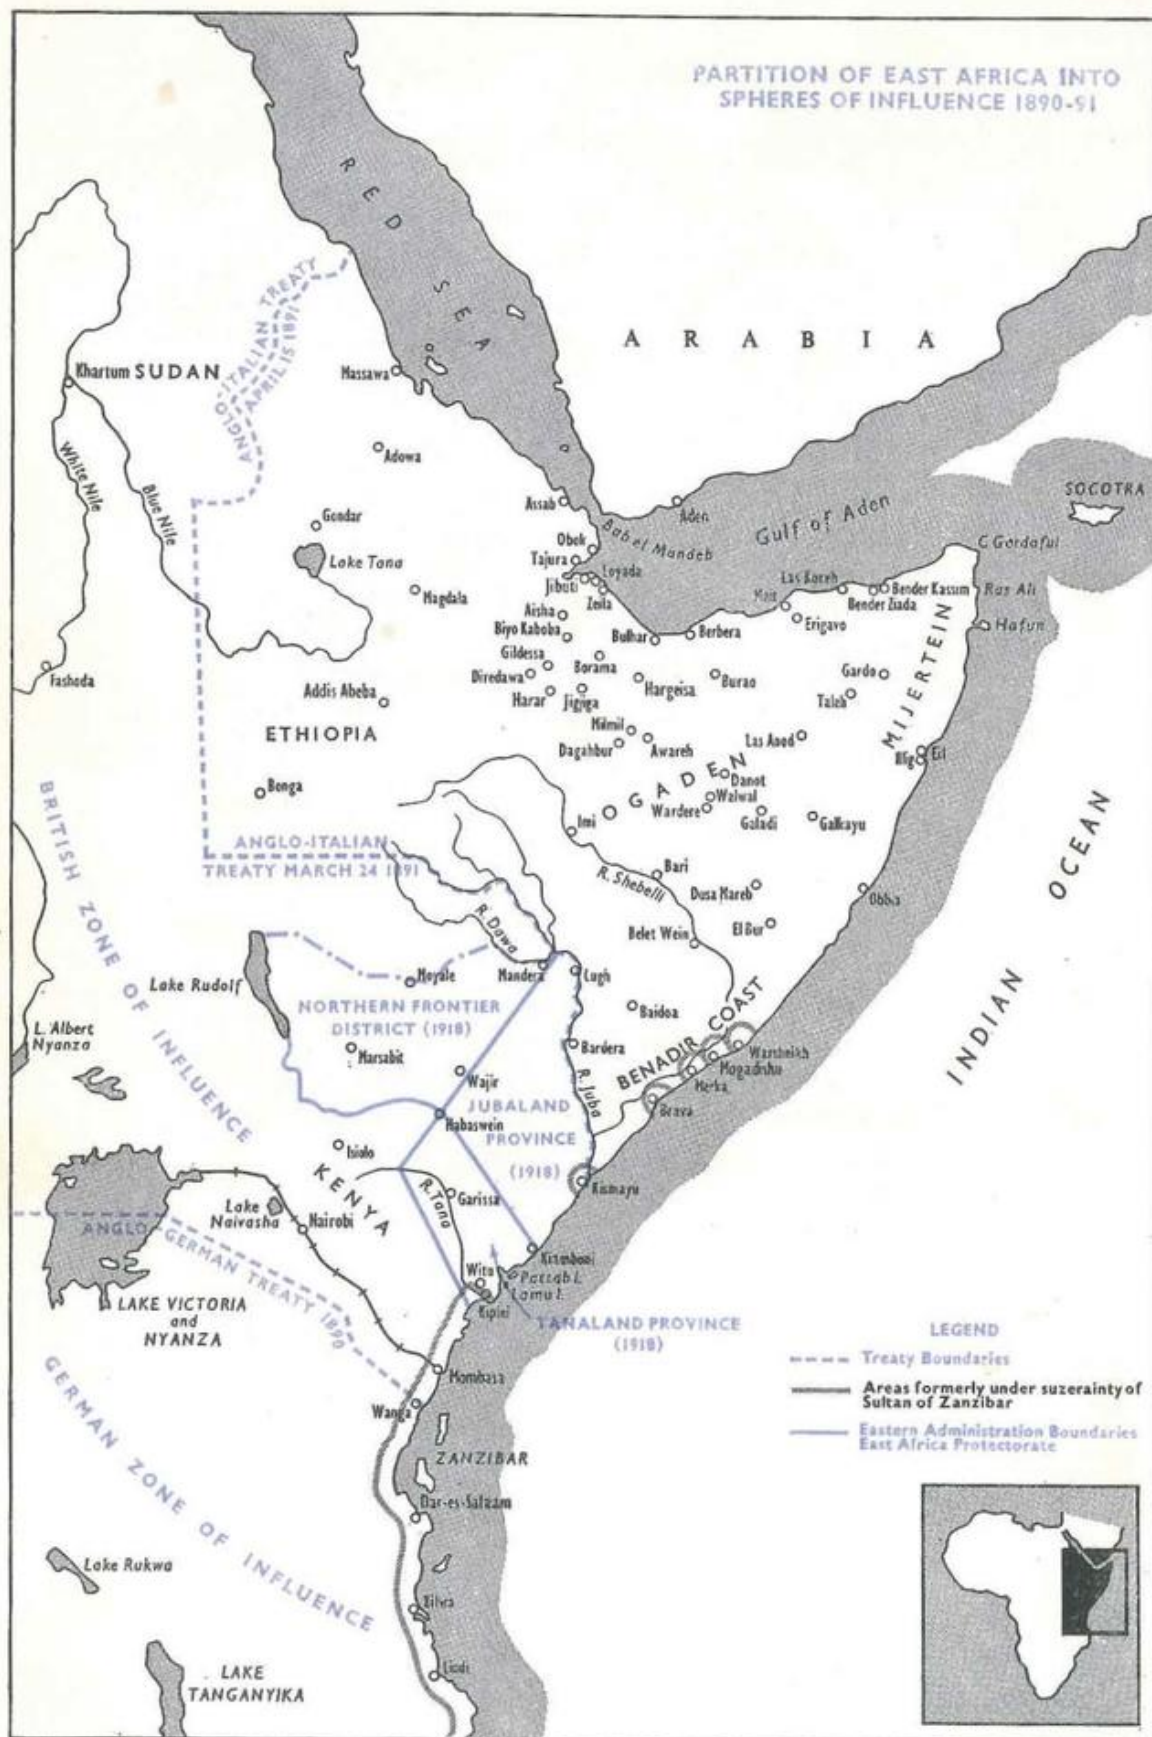 PARTITION OF EAST AFRICA INTO
SPHERES OF INFLUENCE 1890-91
RED SEA
ARABIA
ANGLO-ITALIAN TREATY
APRIL 15 1891
Khartum
SUDAN
Massawa
White Nile
Blue Nile
Adowa
Gondar
Lake Tana
Magdala
Assab
Aden
Bab el Mandeb
Gulf of Aden
SOCOTRA
Obok
Tajura
Loyada
Jibuti
Zeila
C Gardaful
Las Koreh
Bender Kassim
Ras Ali
Bender Ziada
Mait
Aisha
Erigavo
Hafun
Biyo Kaboba
Bulhar
Berbera
Fashoda
Gildessa
Borama
Diredawa
Hargeisa
Burao
Gardo
Taleh
Harar
Jigjiga
Addis Abeba
MIJERTEIN
ETHIOPIA
Milmil
Awareh
Dagahbur
Las Anod
Illig
Eil
OGADEN
Danot
Walwal
Wardere
Galadi
Galkayu
Bonga
Imi
ANGLO-ITALIAN
TREATY MARCH 24 1891
BRITISH ZONE OF INFLUENCE
Bari
R. Shebelli
Dusa Mareb
Obbia
R. Dawa
Belet Wein
El Bur
INDIAN OCEAN
Lake Rudolf
Moyale
Mandera
Lugh
NORTHERN FRONTIER
DISTRICT (1918)
Baidoa
L. Albert
Nyanza
Marsabit
Bardera
BENADIR COAST
Warsheikh
Mogadishu
Merka
Brava
Wajir
R. Juba
JUBALAND
PROVINCE
(1918)
Habaswein
Isiolo
KENYA
Kismayu
R. Tana
Garissa
Lake
Naivasha
Nairobi
ANGLO-GERMAN TREATY 1890
Kiamboni
Witu
Patta I.
Lamu I.
Kipini
LAKE VICTORIA
and
NYANZA
TANALAND PROVINCE
(1918)
Mombasa
Wanga
GERMAN ZONE OF INFLUENCE
ZANZIBAR
Dar-es-Salaam
Lake Rukwa
Kilwa
Lindi
LAKE
TANGANYIKA
LEGEND
Treaty Boundaries
Areas formerly under suzerainty of
Sultan of Zanzibar
Eastern Administration Boundaries
East Africa Protectorate